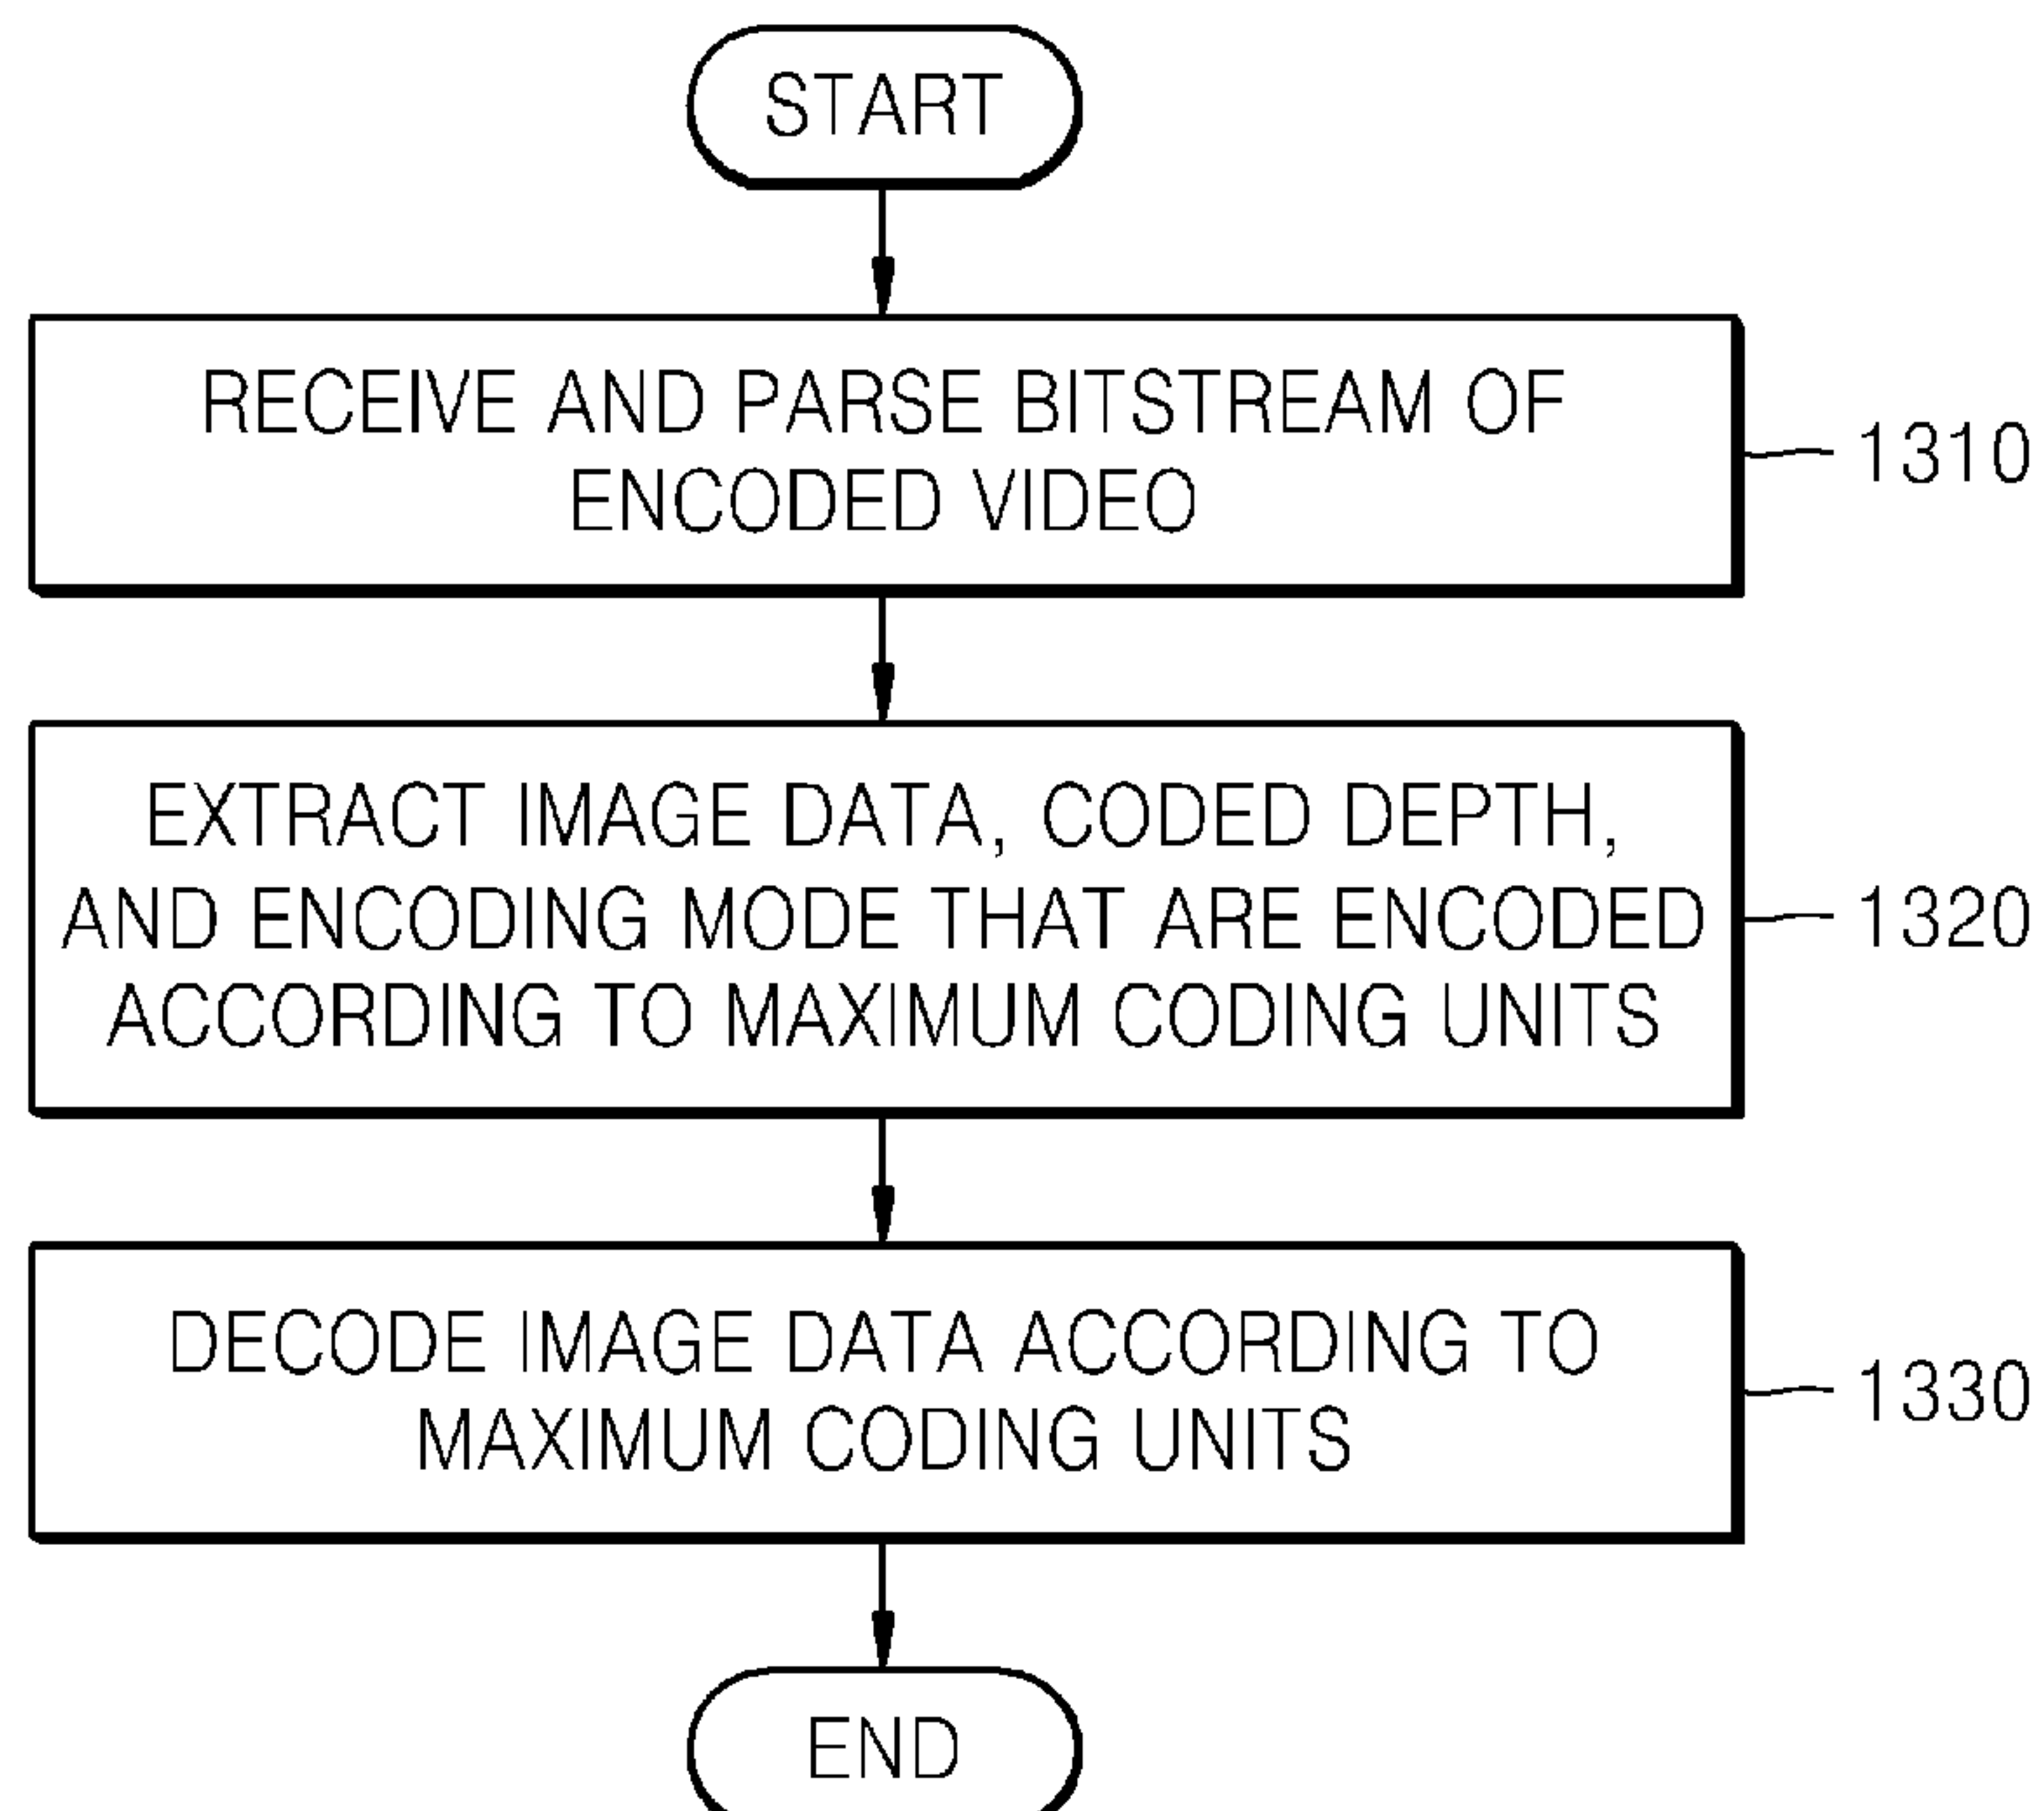 START
RECEIVE AND PARSE BITSTREAM OF
ENCODED VIDEO
1310
EXTRACT IMAGE DATA, CODED DEPTH,
AND ENCODING MODE THAT ARE ENCODED
ACCORDING TO MAXIMUM CODING UNITS
1320
DECODE IMAGE DATA ACCORDING TO
MAXIMUM CODING UNITS
1330
END